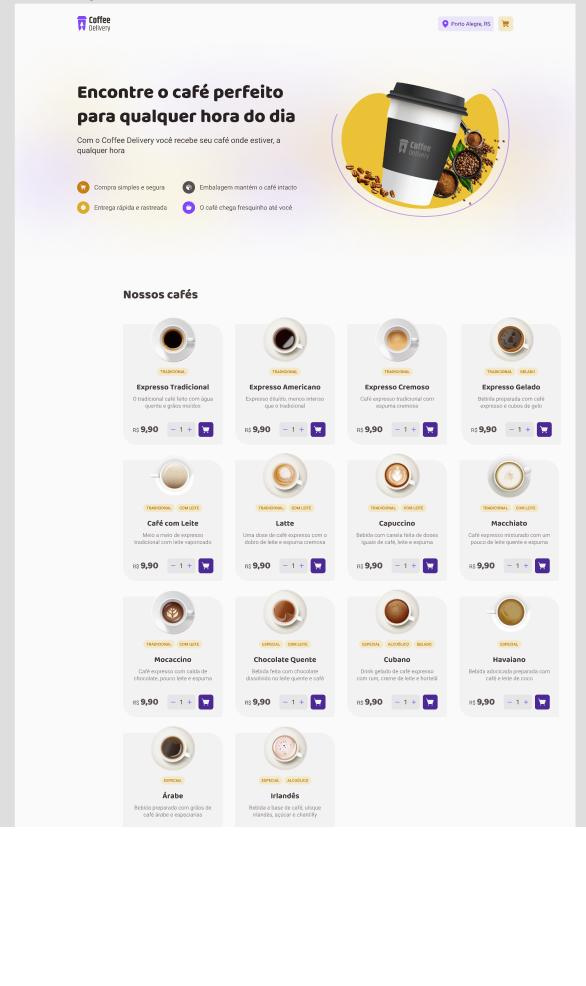 Coffee
Delivery
Porto Alegre, RS
Encontre o café perfeito
para qualquer hora do dia
Com o Coffee Delivery você recebe seu café onde estiver, a
qualquer hora
Compra simples e segura
Embalagem mantém o café intacto
Entrega rápida e rastreada
O café chega fresquinho até você
Coffee
Delivery
Nossos cafés
TRADICIONAL
Expresso Tradicional
O tradicional café feito com água
quente e grãos moídos
R$ 9,90
− 1 +
TRADICIONAL
Expresso Americano
Expresso diluído, menos intenso
que o tradicional
R$ 9,90
− 1 +
TRADICIONAL
Expresso Cremoso
Café expresso tradicional com
espuma cremosa
R$ 9,90
− 1 +
TRADICIONAL GELADO
Expresso Gelado
Bebida preparada com café
expresso e cubos de gelo
R$ 9,90
− 1 +
TRADICIONAL COM LEITE
Café com Leite
Meio a meio de expresso
tradicional com leite vaporizado
R$ 9,90
− 1 +
TRADICIONAL COM LEITE
Latte
Uma dose de café expresso com o
dobro de leite e espuma cremosa
R$ 9,90
− 1 +
TRADICIONAL COM LEITE
Capuccino
Bebida com canela feita de doses
iguais de café, leite e espuma
R$ 9,90
− 1 +
TRADICIONAL COM LEITE
Macchiato
Café expresso misturado com um
pouco de leite quente e espuma
R$ 9,90
− 1 +
TRADICIONAL COM LEITE
Mocaccino
Café expresso com calda de
chocolate, pouco leite e espuma
R$ 9,90
− 1 +
ESPECIAL COM LEITE
Chocolate Quente
Bebida feita com chocolate
dissolvido no leite quente e café
R$ 9,90
− 1 +
ESPECIAL ALCOÓLICO GELADO
Cubano
Drink gelado de café expresso
com rum, creme de leite e hortelã
R$ 9,90
− 1 +
ESPECIAL
Havaiano
Bebida adocicada preparada com
café e leite de coco
R$ 9,90
− 1 +
ESPECIAL
Árabe
Bebida preparada com grãos de
café árabe e especiarias
ESPECIAL ALCOÓLICO
Irlandês
Bebida a base de café, uísque
irlandês, açúcar e chantilly